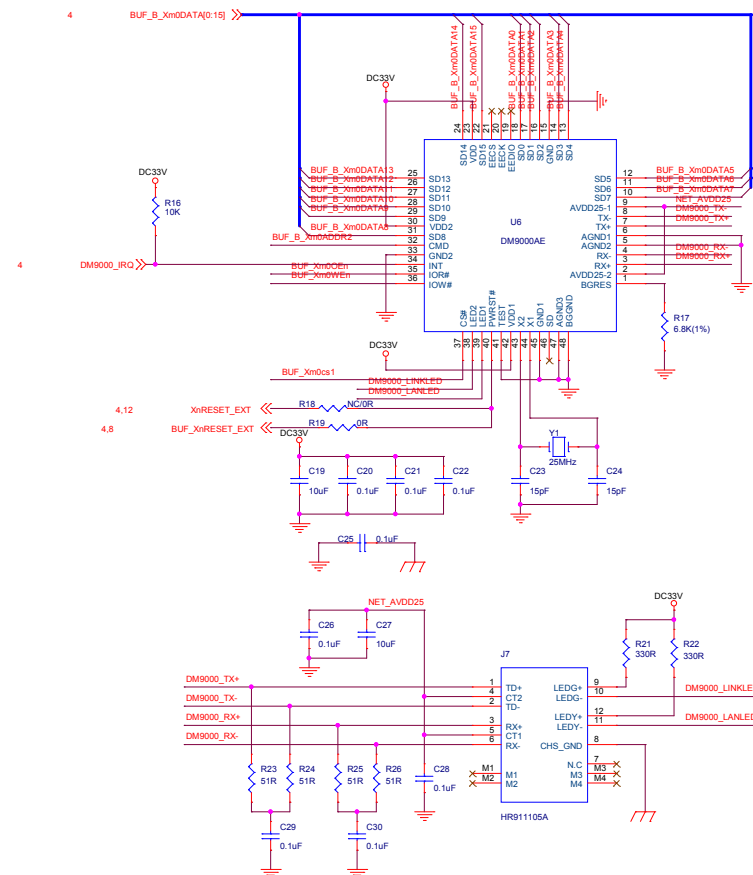 4 BUF_B_Xm0DATA[0:15]
BUF_B_Xm0DATA14
BUF_B_Xm0DATA15
BUF_B_Xm0DATA0
BUF_B_Xm0DATA1
BUF_B_Xm0DATA2
BUF_B_Xm0DATA3
BUF_B_Xm0DATA4
DC33V
24 23 22 21 20 19 18 17 16 15 14 13
SD14 VDD SD15 EECS EECK EEDIO SD0 SD1 SD2 GND SD3 SD4
DC33V
R16
10K
BUF_B_Xm0DATA13 25 SD13
BUF_B_Xm0DATA12 26 SD12
BUF_B_Xm0DATA11 27 SD11
BUF_B_Xm0DATA10 28 SD10
BUF_B_Xm0DATA9 29 SD9
30 VDD2
BUF_B_Xm0DATA8 31 SD8
BUF_B_Xm0ADDR2 32 CMD
33 GND2
4 DM9000_IRQ 34 INT
BUF_Xm0OEn 35 IOR#
BUF_Xm0WEn 36 IOW#
U6
DM9000AE
SD5 12 BUF_B_Xm0DATA5
SD6 11 BUF_B_Xm0DATA6
SD7 10 BUF_B_Xm0DATA7
AVDD25-1 9 NET_AVDD25
TX- 8 DM9000_TX-
TX+ 7 DM9000_TX+
AGND1 6
AGND2 5
RX- 4 DM9000_RX-
RX+ 3 DM9000_RX+
AVDD25-2 2
BGRES 1
R17
6.8K(1%)
CS# LED2 LED1 PWREST# TEST VDD1 X2 X1 GND1 SD AGND3 BGGND
37 38 39 40 41 42 43 44 45 46 47 48
DC33V
BUF_Xm0cs1
DM9000_LINKLED
DM9000_LANLED
4,12 XnRESET_EXT R18 NC/0R
4,8 BUF_XnRESET_EXT R19 0R
DC33V
Y1
25MHz
C19
10uF
C20
0.1uF
C21
0.1uF
C22
0.1uF
C23
15pF
C24
15pF
C25 0.1uF
NET_AVDD25
C26
0.1uF
C27
10uF
DC33V
R21
330R
R22
330R
J7
DM9000_TX+ 1 TD+
4 CT2
DM9000_TX- 2 TD-
DM9000_RX+ 3 RX+
5 CT1
DM9000_RX- 6 RX-
M1 M1
M2 M2
LEDG+ 9
LEDG- 10 DM9000_LINKLE
LEDY+ 12
LEDY- 11 DM9000_LANLED
CHS_GND 8
N.C 7
M3 M3
M4 M4
HR911105A
R23
51R
R24
51R
R25
51R
R26
51R
C28
0.1uF
C29
0.1uF
C30
0.1uF